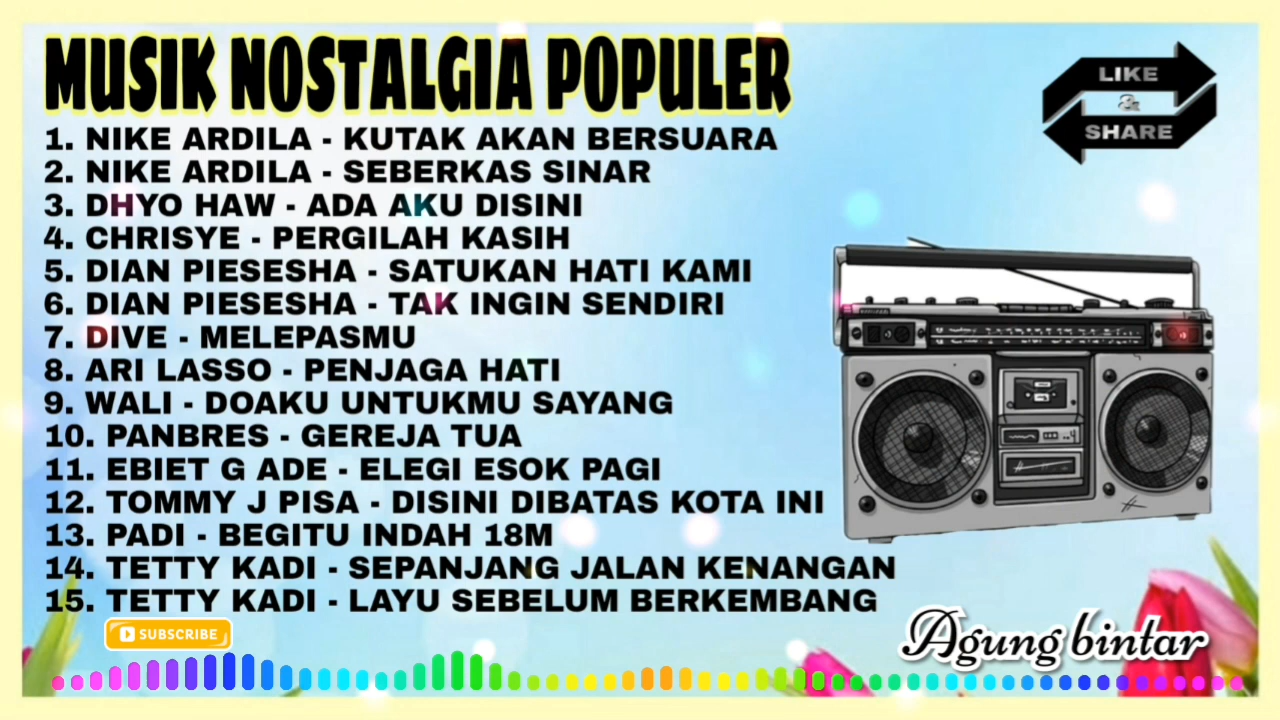 MUSIK NOSTALGIA POPULER
LIKE
&
SHARE
1. NIKE ARDILA - KUTAK AKAN BERSUARA
2. NIKE ARDILA - SEBERKAS SINAR
3. DHYO HAW - ADA AKU DISINI
4. CHRISYE - PERGILAH KASIH
5. DIAN PIESESHA - SATUKAN HATI KAMI
6. DIAN PIESESHA - TAK INGIN SENDIRI
7. DIVE - MELEPASMU
8. ARI LASSO - PENJAGA HATI
9. WALI - DOAKU UNTUKMU SAYANG
10. PANBRES - GEREJA TUA
11. EBIET G ADE - ELEGI ESOK PAGI
12. TOMMY J PISA - DISINI DIBATAS KOTA INI
13. PADI - BEGITU INDAH 18M
14. TETTY KADI - SEPANJANG JALAN KENANGAN
15. TETTY KADI - LAYU SEBELUM BERKEMBANG
SUBSCRIBE
Agung bintar